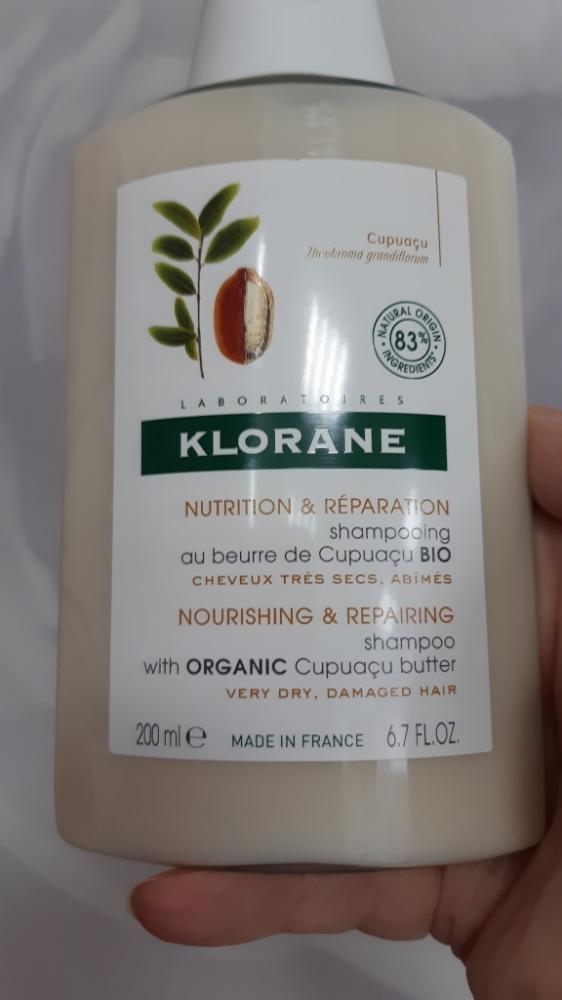 Cupuaçu
Theobroma grandiflorum
NATURAL ORIGIN
83%
INGREDIENTS
LABORATOIRES
KLORANE
NUTRITION & RÉPARATION
shampooing
au beurre de Cupuaçu BIO
CHEVEUX TRÈS SECS, ABÎMÉS
NOURISHING & REPAIRING
shampoo
with ORGANIC Cupuaçu butter
VERY DRY, DAMAGED HAIR
200 ml e MADE IN FRANCE 6.7 FL.OZ.